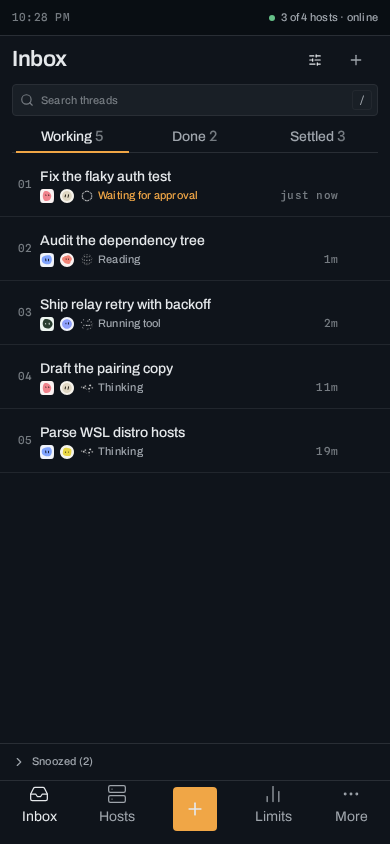 10:28 PM
3 of 4 hosts · online
Inbox
Search threads
/
Working 5
Done 2
Settled 3
01
Fix the flaky auth test
Waiting for approval
just now
02
Audit the dependency tree
Reading
1m
03
Ship relay retry with backoff
Running tool
2m
04
Draft the pairing copy
Thinking
11m
05
Parse WSL distro hosts
Thinking
19m
Snoozed (2)
Inbox
Hosts
Limits
More